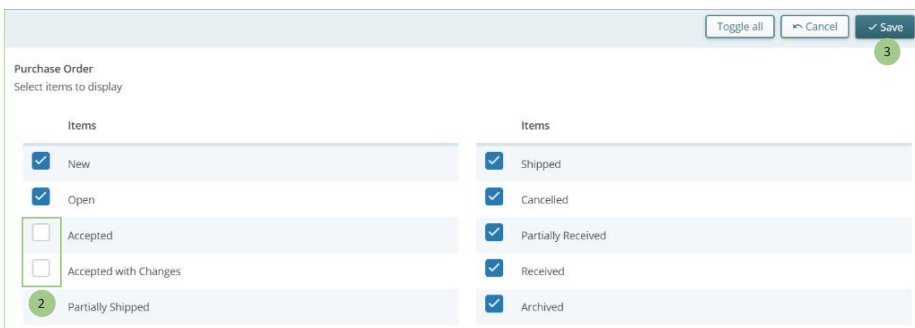 Toggle all
Cancel
Save
3
Purchase Order
Select items to display
Items
Items
New
Shipped
Open
Cancelled
Accepted
Partially Received
Accepted with Changes
Received
2
Partially Shipped
Archived